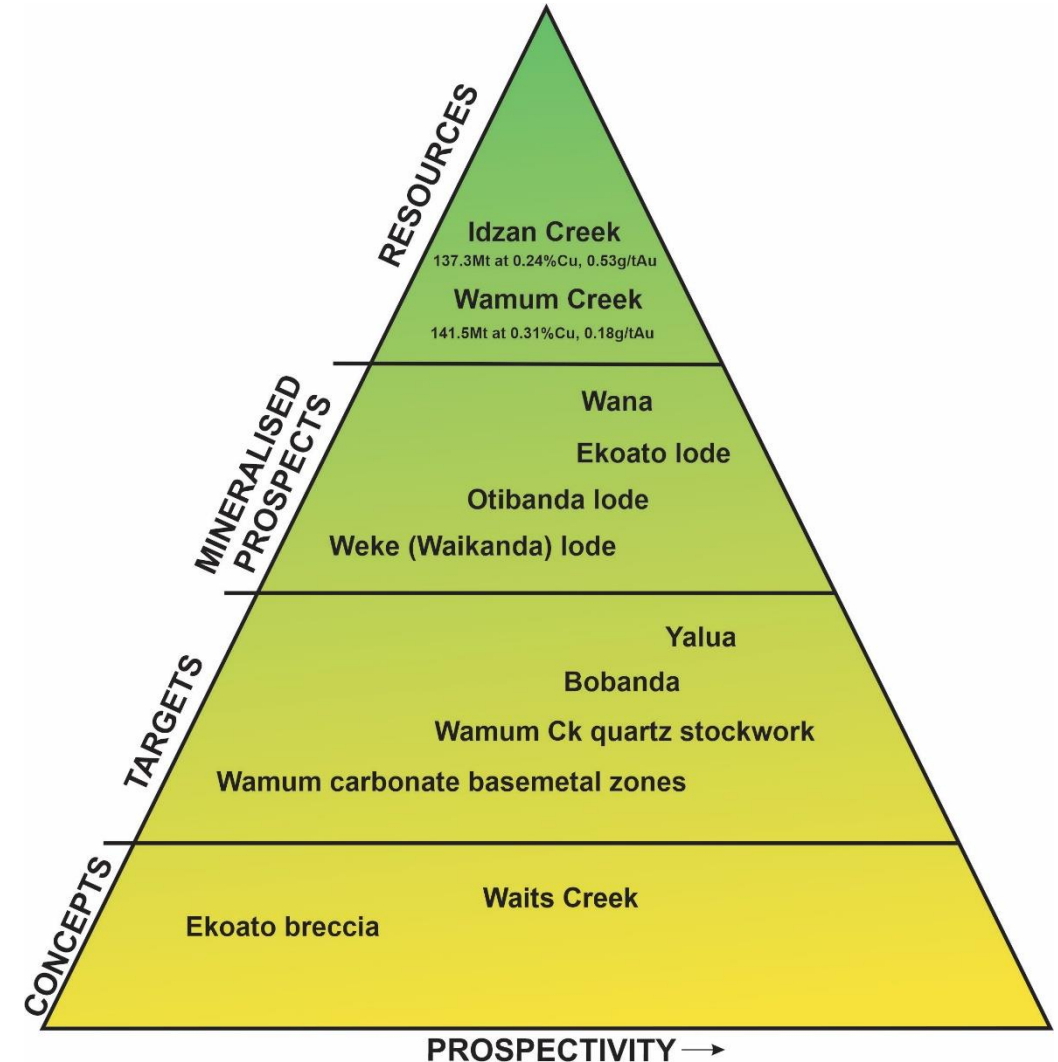 RESOURCES
Idzan Creek
137.3Mt at 0.24%Cu, 0.53g/tAu
Wamum Creek
141.5Mt at 0.31%Cu, 0.18g/tAu
MINERALISED
PROSPECTS
Wana
Ekoato lode
Otibanda lode
Weke (Waikanda) lode
TARGETS
Yalua
Bobanda
Wamum Ck quartz stockwork
Wamum carbonate basemetal zones
CONCEPTS
Waits Creek
Ekoato breccia
PROSPECTIVITY →